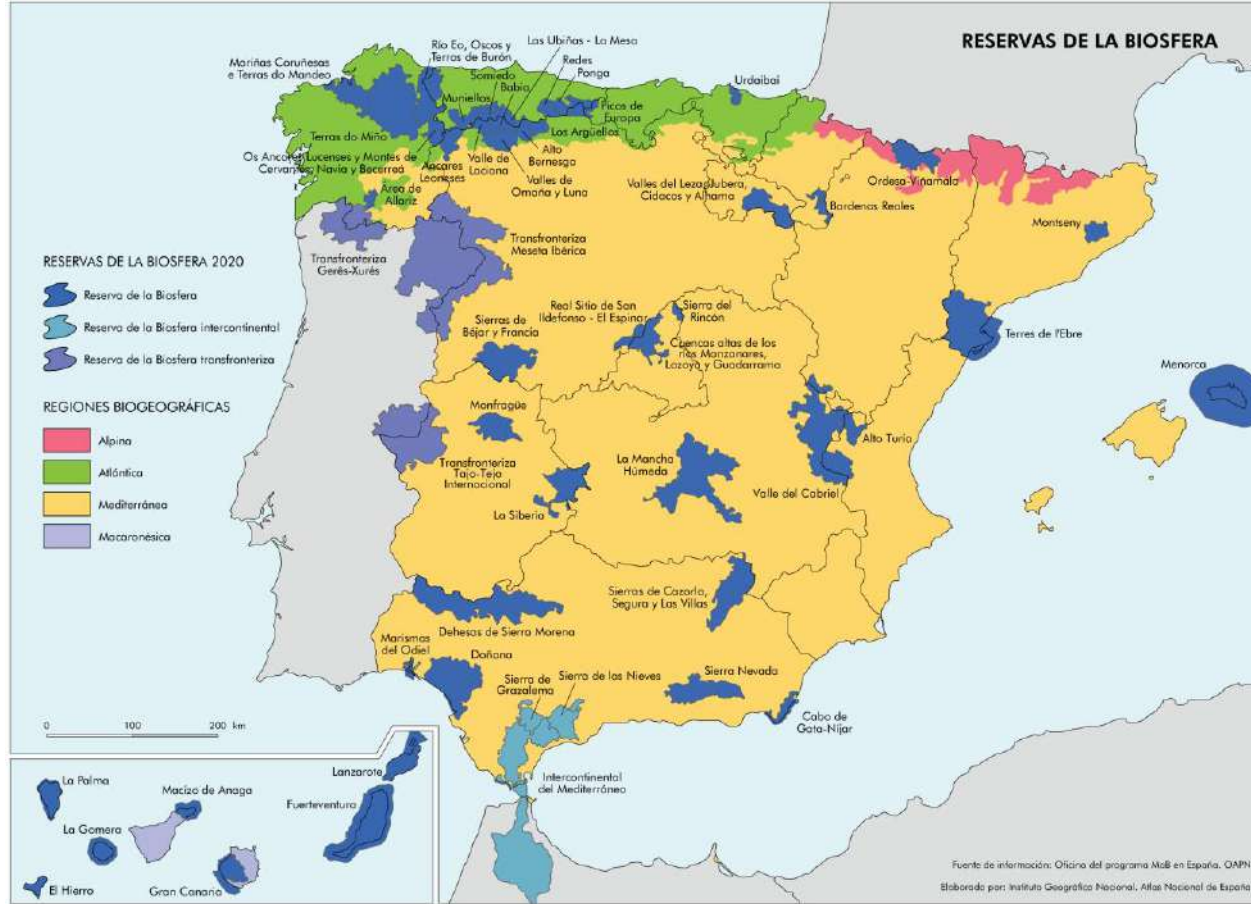 RESERVAS DE LA BIOSFERA
Mariñas Coruñesas
e Terras do Mandeo
Río Eo, Oscos y
Terras de Burón
Las Ubiñas - La Mesa
Somiedo
Babia
Redes
Ponga
Urdaibai
Muniellos
Picos de
Europa
Terras do Miño
Los Argüellos
Os Ancares Lucenses y Montes de
Cervantes, Navia y Becerreá
Ancares
Leoneses
Valle de
Laciana
Alto
Bernesga
Valles de
Omaña y Luna
Área de
Allariz
Valles del Leza, Jubera,
Cidacos y Alhama
Bardenas Reales
Ordesa-Viñamala
Montseny
Transfronteriza
Gerês-Xurés
Transfronteriza
Meseta Ibérica
RESERVAS DE LA BIOSFERA 2020
Reserva de la Biosfera
Reserva de la Biosfera intercontinental
Reserva de la Biosfera transfronteriza
REGIONES BIOGEOGRÁFICAS
Alpina
Atlántica
Mediterránea
Macaronésica
Sierras de
Béjar y Francia
Real Sitio de San
Ildefonso - El Espinar
Sierra del
Rincón
Cuencas altas de los
ríos Manzanares,
Lozoya y Guadarrama
Terres de l'Ebre
Menorca
Monfragüe
Transfronteriza
Tajo-Tejo
Internacional
La Siberia
La Mancha
Húmeda
Alto Turia
Valle del Cabriel
Sierras de Cazorla,
Segura y Las Villas
Dehesas de Sierra Morena
Marismas
del Odiel
Doñana
Sierra de
Grazalema
Sierra de las Nieves
Sierra Nevada
Cabo de
Gata-Níjar
Intercontinental
del Mediterráneo
0 100 200 km
La Palma
Macizo de Anaga
Lanzarote
Fuerteventura
La Gomera
El Hierro
Gran Canaria
Fuente de información: Oficina del programa MaB en España. OAPN
Elaborado por: Instituto Geográfico Nacional. Atlas Nacional de España